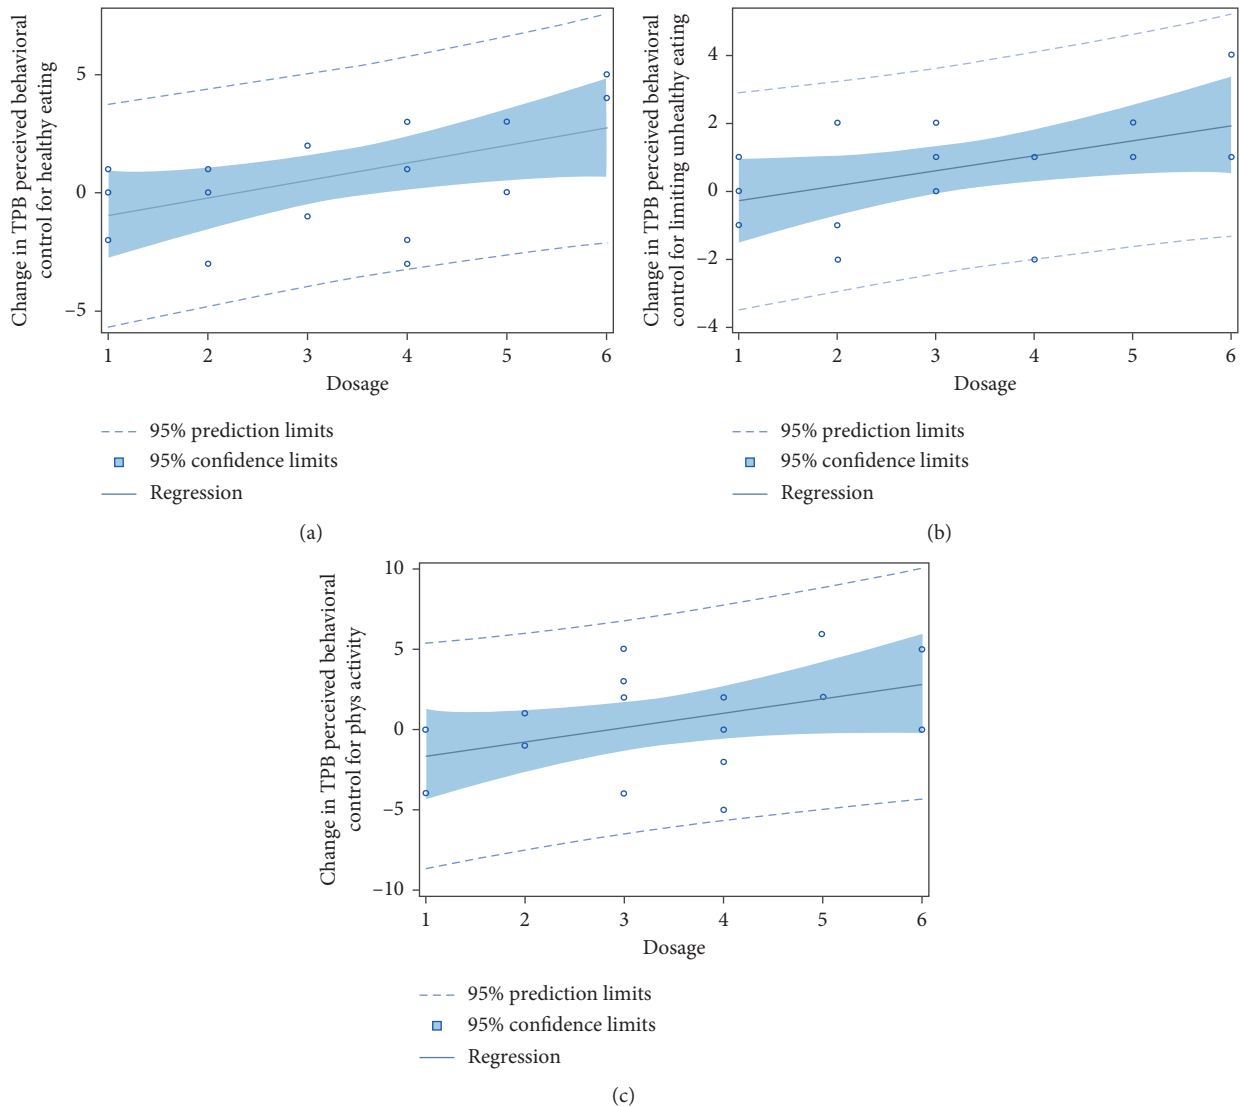 Change in TPB perceived behavioral
control for healthy eating
5
0
−5
1 2 3 4 5 6
Dosage
95% prediction limits
95% confidence limits
Regression
(a)
Change in TPB perceived behavioral
control for limiting unhealthy eating
4
2
0
−2
−4
1 2 3 4 5 6
Dosage
95% prediction limits
95% confidence limits
Regression
(b)
Change in TPB perceived behavioral
control for phys activity
10
5
0
−5
−10
1 2 3 4 5 6
Dosage
95% prediction limits
95% confidence limits
Regression
(c)